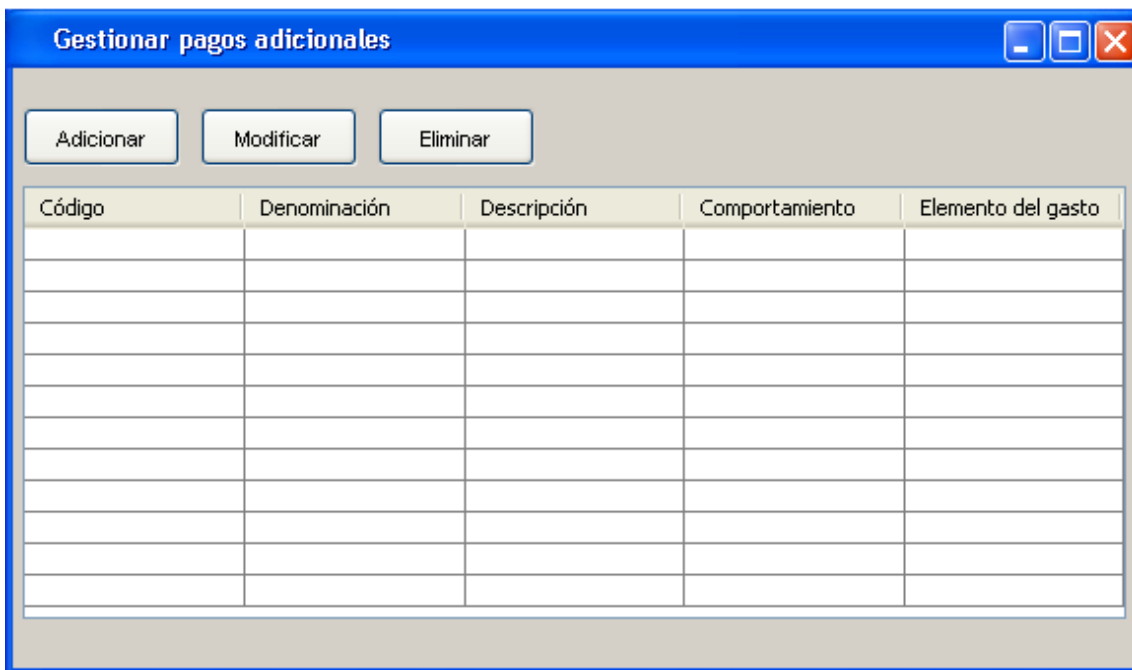 Gestionar pagos adicionales
Adicionar Modificar Eliminar
Código Denominación Descripción Comportamiento Elemento del gasto